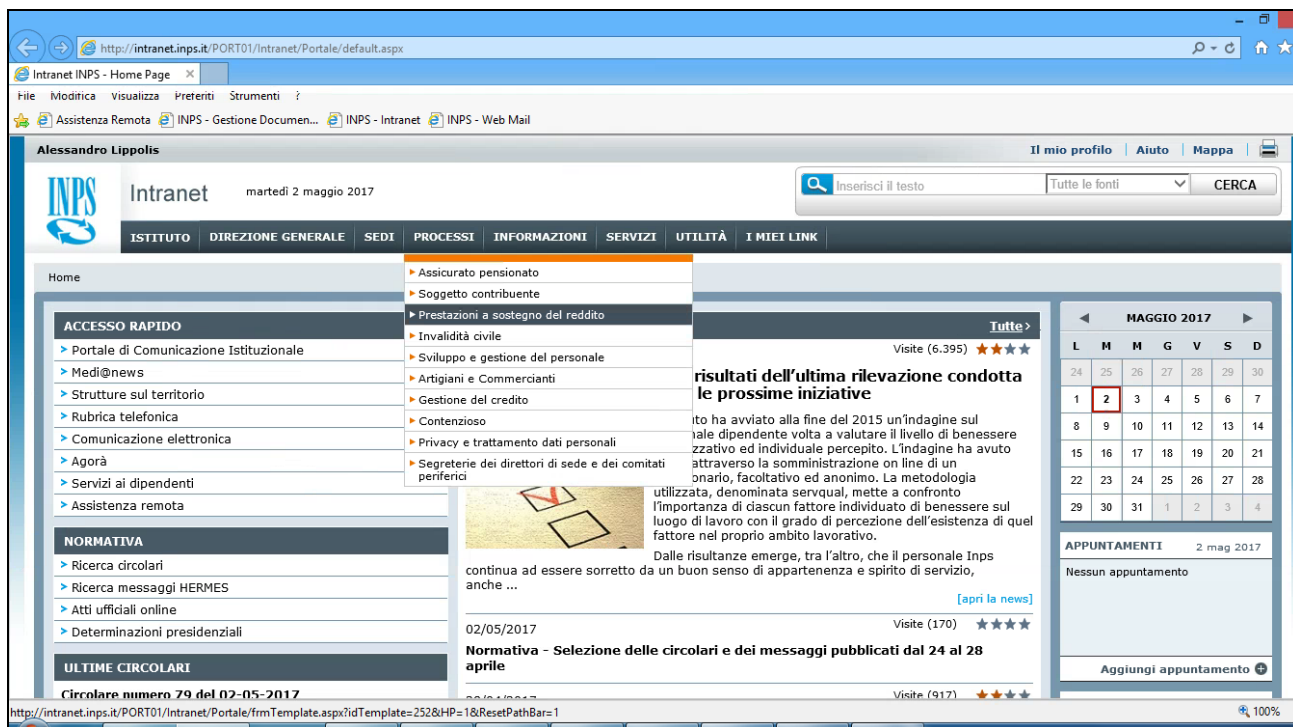 http://intranet.inps.it/PORT01/Intranet/Portale/default.aspx
Intranet INPS - Home Page
File Modifica Visualizza Preferiti Strumenti ?
Assistenza Remota INPS - Gestione Documen... INPS - Intranet INPS - Web Mail
Alessandro Lippolis
Il mio profilo Aiuto Mappa
INPS
Intranet
martedì 2 maggio 2017
Inserisci il testo
Tutte le fonti
CERCA
ISTITUTO DIREZIONE GENERALE SEDI PROCESSI INFORMAZIONI SERVIZI UTILITÀ I MIEI LINK
Home
Assicurato pensionato
Soggetto contribuente
Prestazioni a sostegno del reddito
Invalidità civile
Sviluppo e gestione del personale
Artigiani e Commercianti
Gestione del credito
Contenzioso
Privacy e trattamento dati personali
Segreterie dei direttori di sede e dei comitati
periferici
ACCESSO RAPIDO
Portale di Comunicazione Istituzionale
Medi@news
Strutture sul territorio
Rubrica telefonica
Comunicazione elettronica
Agorà
Servizi ai dipendenti
Assistenza remota
NORMATIVA
Ricerca circolari
Ricerca messaggi HERMES
Atti ufficiali online
Determinazioni presidenziali
ULTIME CIRCOLARI
Circolare numero 79 del 02-05-2017
Tutte >
Visite (6.395)
risultati dell'ultima rilevazione condotta
le prossime iniziative
uto ha avviato alla fine del 2015 un'indagine sul
nale dipendente volta a valutare il livello di benessere
zzativo ed individuale percepito. L'indagine ha avuto
attraverso la somministrazione on line di un
onario, facoltativo ed anonimo. La metodologia
utilizzata, denominata servqual, mette a confronto
l'importanza di ciascun fattore individuato di benessere sul
luogo di lavoro con il grado di percezione dell'esistenza di quel
fattore nel proprio ambito lavorativo.
Dalle risultanze emerge, tra l'altro, che il personale Inps
continua ad essere sorretto da un buon senso di appartenenza e spirito di servizio,
anche ...
[apri la news]
02/05/2017
Visite (170)
Normativa - Selezione delle circolari e dei messaggi pubblicati dal 24 al 28
aprile
Visite (917)
MAGGIO 2017
L M M G V S D
24 25 26 27 28 29 30
1 2 3 4 5 6 7
8 9 10 11 12 13 14
15 16 17 18 19 20 21
22 23 24 25 26 27 28
29 30 31 1 2 3 4
APPUNTAMENTI 2 mag 2017
Nessun appuntamento
Aggiungi appuntamento
http://intranet.inps.it/PORT01/Intranet/Portale/frmTemplate.aspx?idTemplate=252&HP=1&ResetPathBar=1
100%